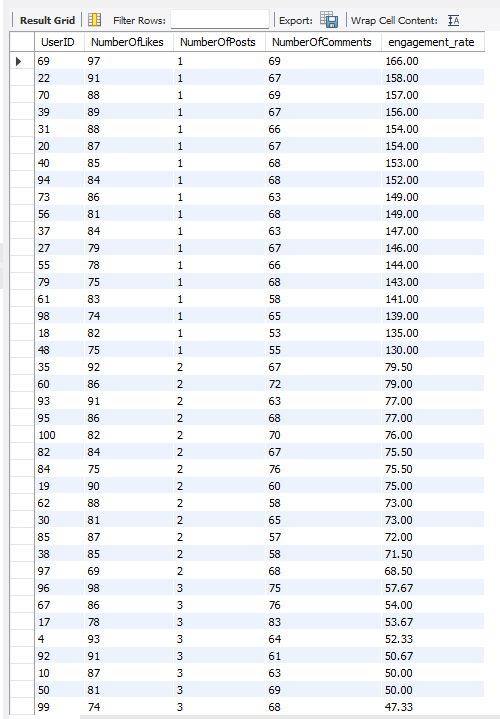 Result Grid Filter Rows: Export: Wrap Cell Content: IA
UserID NumberOfLikes NumberOfPosts NumberOfComments engagement_rate
69 97 1 69 166.00
22 91 1 67 158.00
70 88 1 69 157.00
39 89 1 67 156.00
31 88 1 66 154.00
20 87 1 67 154.00
40 85 1 68 153.00
94 84 1 68 152.00
73 86 1 63 149.00
56 81 1 68 149.00
37 84 1 63 147.00
27 79 1 67 146.00
55 78 1 66 144.00
79 75 1 68 143.00
61 83 1 58 141.00
98 74 1 65 139.00
18 82 1 53 135.00
48 75 1 55 130.00
35 92 2 67 79.50
60 86 2 72 79.00
93 91 2 63 77.00
95 86 2 68 77.00
100 82 2 70 76.00
82 84 2 67 75.50
84 75 2 76 75.50
19 90 2 60 75.00
62 88 2 58 73.00
30 81 2 65 73.00
85 87 2 57 72.00
38 85 2 58 71.50
97 69 2 68 68.50
96 98 3 75 57.67
67 86 3 76 54.00
17 78 3 83 53.67
4 93 3 64 52.33
92 91 3 61 50.67
10 87 3 63 50.00
50 81 3 69 50.00
99 74 3 68 47.33